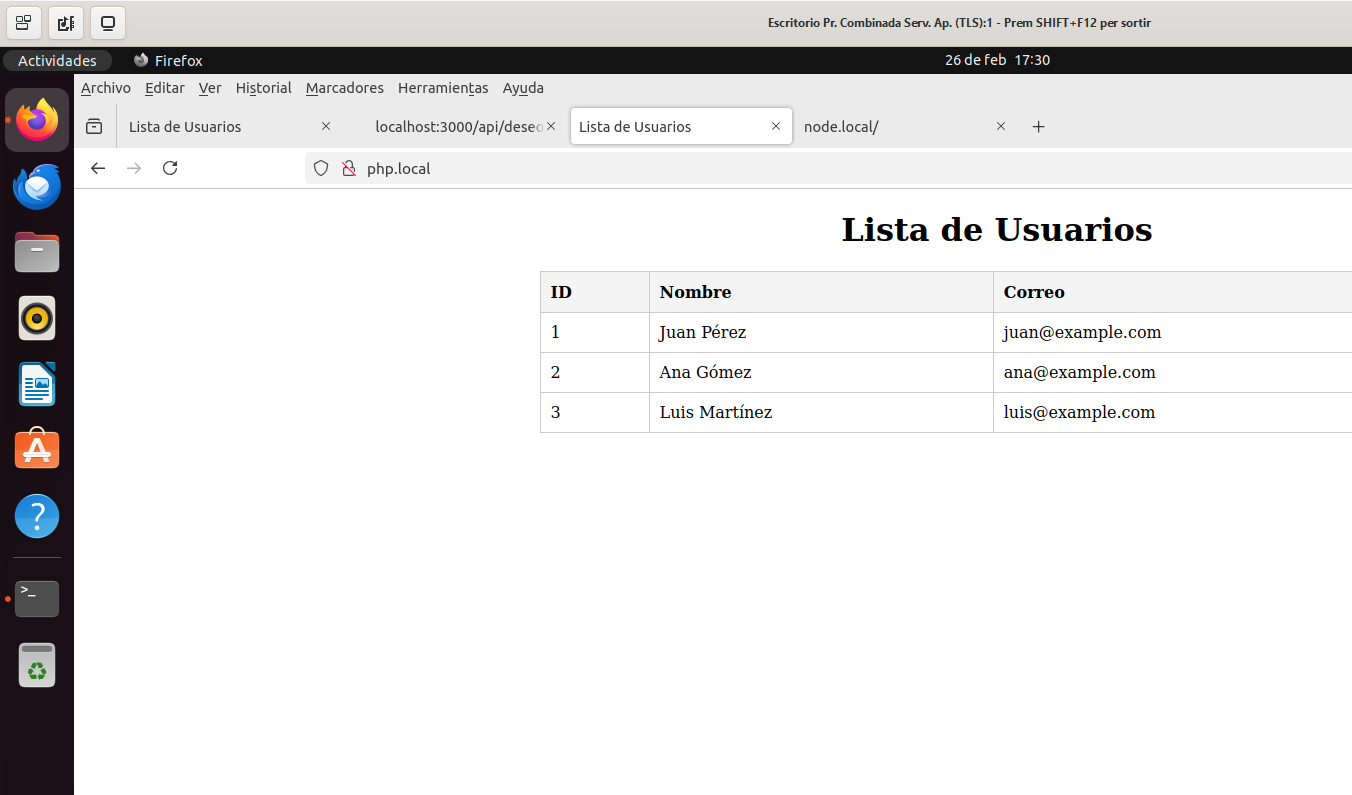 Escritorio Pr. Combinada Serv. Ap. (TLS):1 - Prem SHIFT+F12 per sortir
Actividades Firefox 26 de feb 17:30
Archivo Editar Ver Historial Marcadores Herramientas Ayuda
Lista de Usuarios localhost:3000/api/deseo Lista de Usuarios node.local/
php.local
Lista de Usuarios
ID Nombre Correo
1 Juan Pérez juan@example.com
2 Ana Gómez ana@example.com
3 Luis Martínez luis@example.com